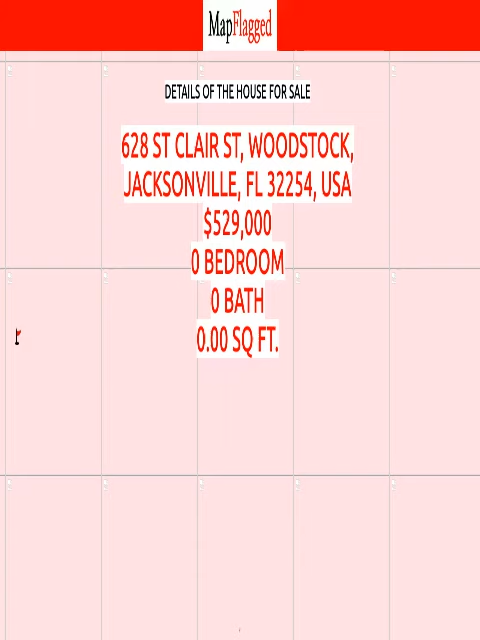 MapFlagged
DETAILS OF THE HOUSE FOR SALE
628 ST CLAIR ST, WOODSTOCK,
JACKSONVILLE, FL 32254, USA
$529,000
0 BEDROOM
0 BATH
0.00 SQ FT.
r